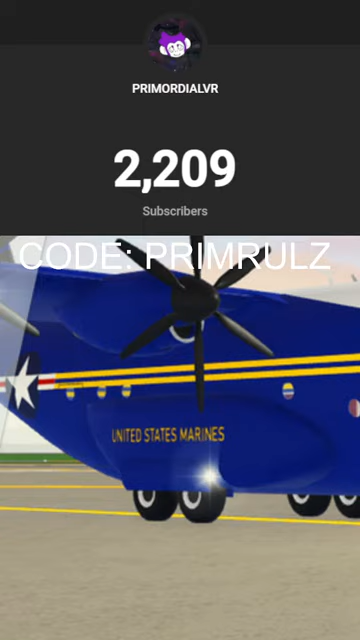 PRIMORDIALVR
2,209
Subscribers
CODE: PRIMRULZ
UNITED STATES MARINES